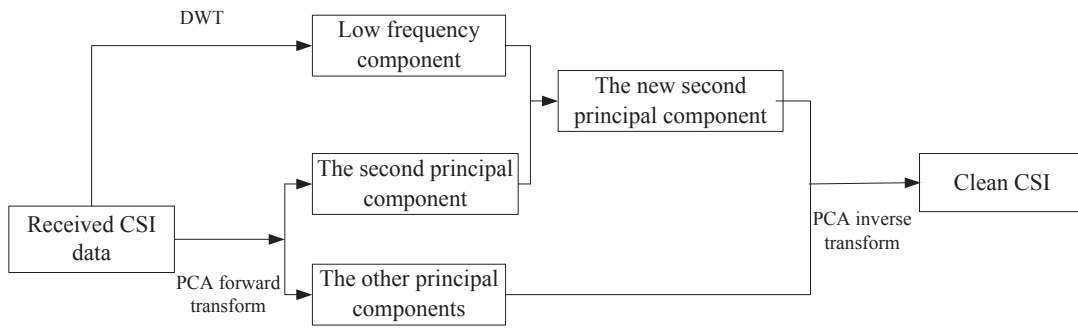 DWT
Low frequency
component
The new second
principal component
The second principal
component
Clean CSI
Received CSI
data
PCA forward
transform
The other principal
components
PCA inverse
transform